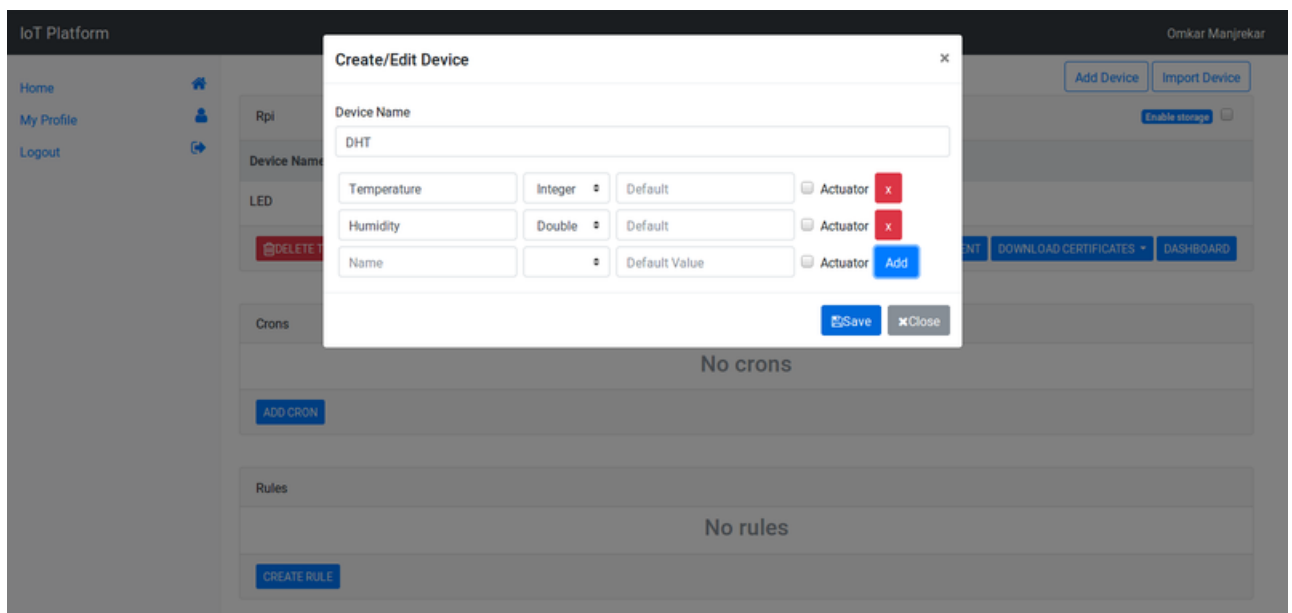 IoT Platform Omkar Manjrekar
Create/Edit Device ×
Home
My Profile
Logout
Add Device Import Device
Rpi
Enable storage
Device Name
LED
DELETE T
ENT DOWNLOAD CERTIFICATES DASHBOARD
Device Name
DHT
Temperature Integer Default Actuator x
Humidity Double Default Actuator x
Name Default Value Actuator Add
Save ×Close
Crons
No crons
ADD CRON
Rules
No rules
CREATE RULE